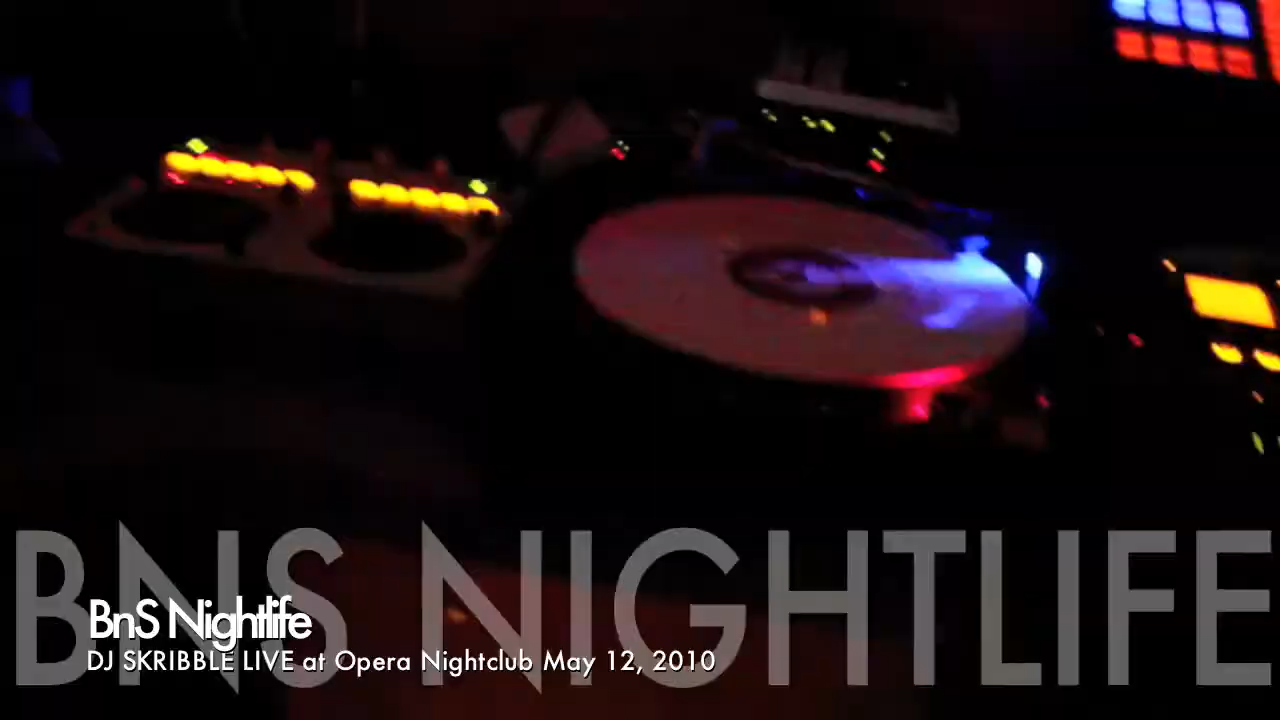 BNS NIGHTLIFE
BnS Nightlife
DJ SKRIBBLE LIVE at Opera Nightclub May 12, 2010